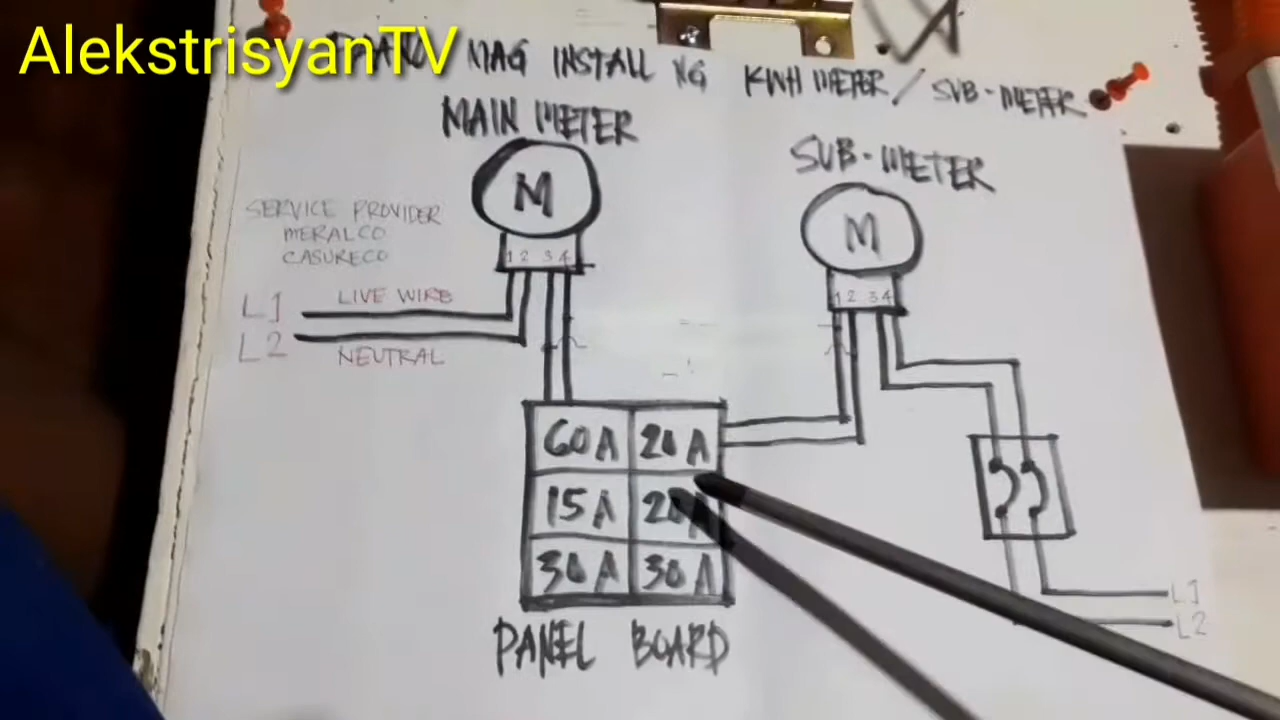 AlekstrisyanTV
MAG INSTALL NG KWH METER / SUB-METER
MAIN METER
SUB-METER
M
M
SERVICE PROVIDER
MERALCO
CASURECO
1 2 3 4
1 2 3 4
L1 LIVE WIRE
L2 NEUTRAL
60A 20A
15A 20A
30A 30A
L1
L2
PANEL BOARD